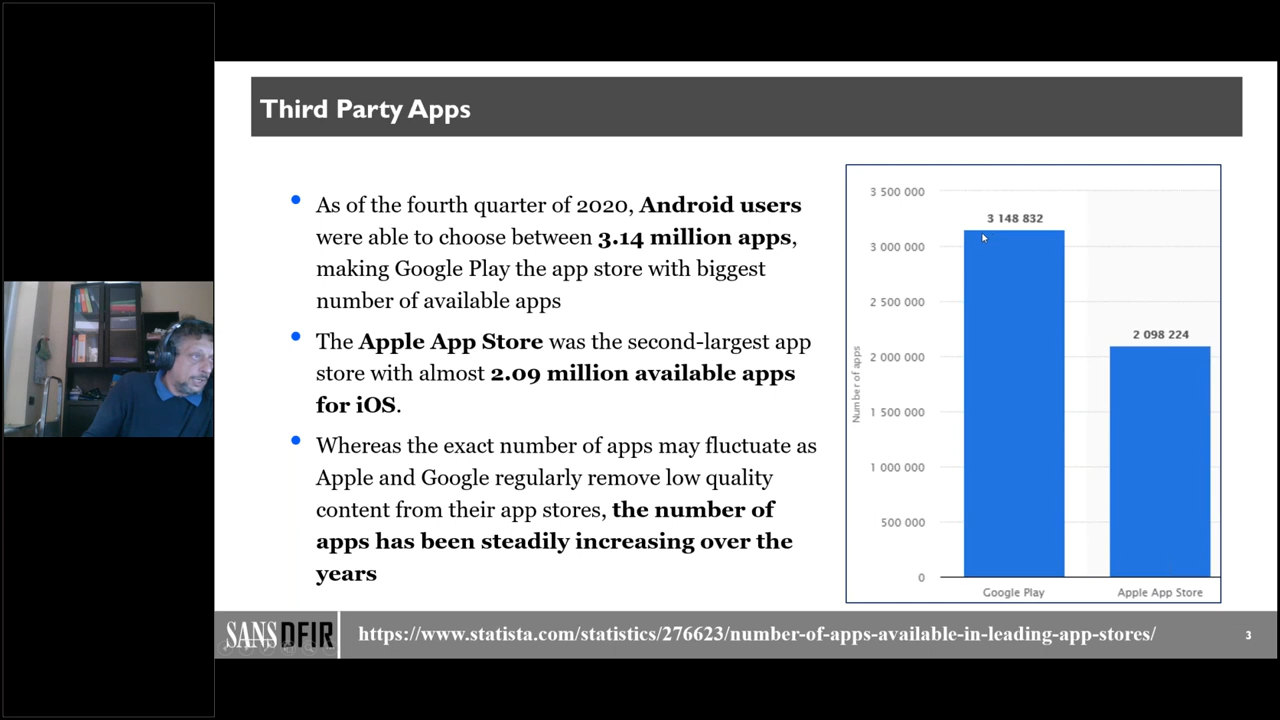 Third Party Apps
As of the fourth quarter of 2020, Android users
were able to choose between 3.14 million apps,
making Google Play the app store with biggest
number of available apps
The Apple App Store was the second-largest app
store with almost 2.09 million available apps
for iOS.
Whereas the exact number of apps may fluctuate as
Apple and Google regularly remove low quality
content from their app stores, the number of
apps has been steadily increasing over the
years
Number of apps
3 500 000
3 000 000
2 500 000
2 000 000
1 500 000
1 000 000
500 000
0
3 148 832
2 098 224
Google Play
Apple App Store
SANS DFIR
https://www.statista.com/statistics/276623/number-of-apps-available-in-leading-app-stores/
3